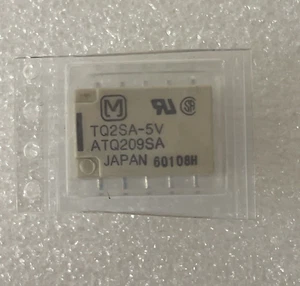 M
TQ2SA-5V
ATQ209SA
JAPAN 60108H